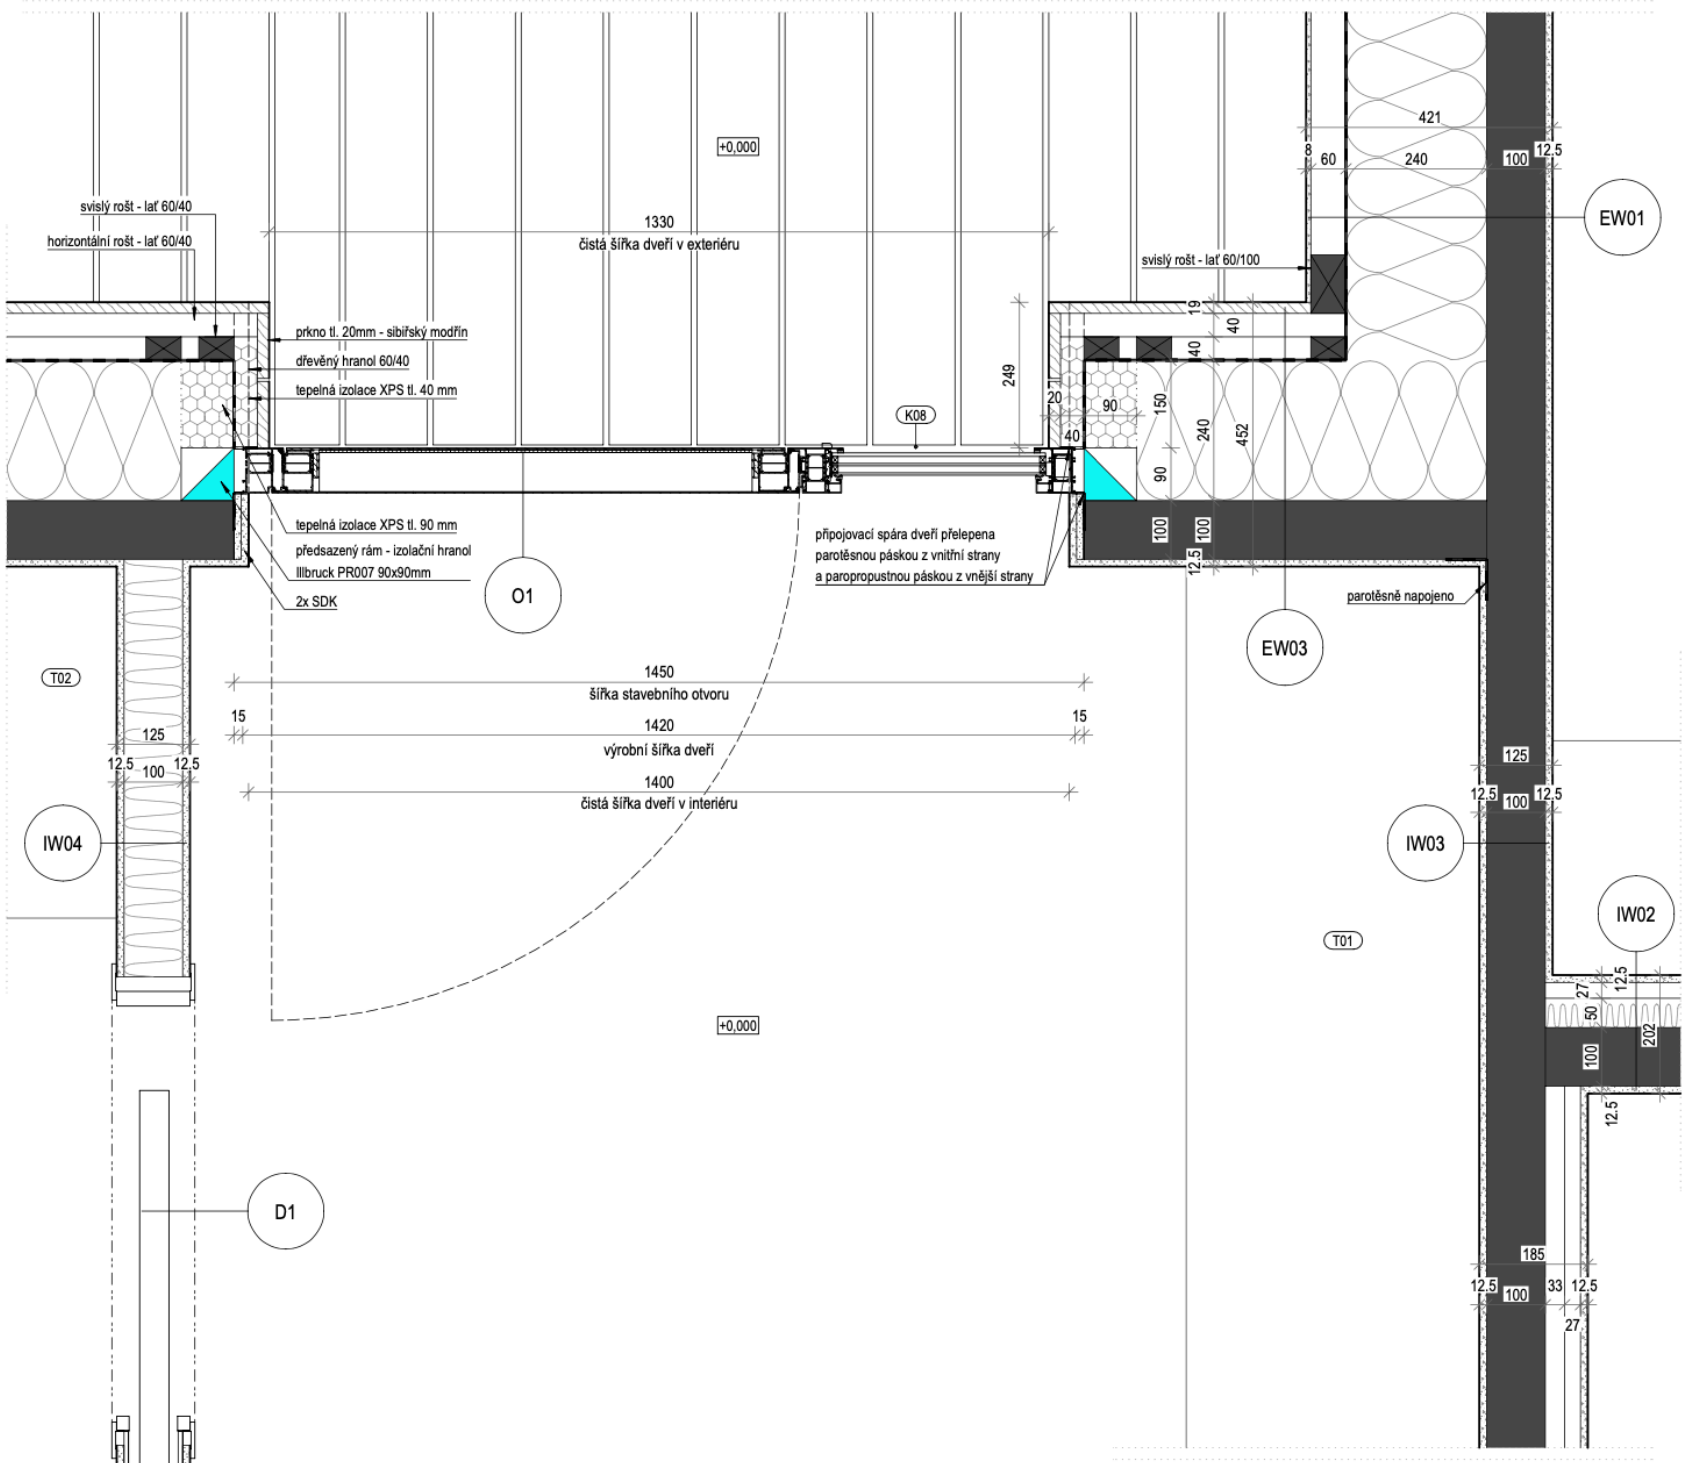 421
8
60
240
100
12.5
+0,000
EW01
svislý rošt - lať 60/40
horizontální rošt - lať 60/40
1330
čistá šířka dveří v exteriéru
svislý rošt - lať 60/100
prkno tl. 20mm - sibiřský modřín
dřevěný hranol 60/40
tepelná izolace XPS tl. 40 mm
19
40
40
249
20
90
150
240
452
K08
40
90
tepelná izolace XPS tl. 90 mm
předsazený rám - izolační hranol
Illbruck PR007 90x90mm
2x SDK
O1
připojovací spára dveří přelepena
parotěsnou páskou z vnitřní strany
a paropropustnou páskou z vnější strany
100
100
12.5
parotěsně napojeno
EW03
T02
1450
šířka stavebního otvoru
15
1420
15
výrobní šířka dveří
125
12.5
100
12.5
1400
čistá šířka dveří v interiéru
125
12.5
100
12.5
IW04
IW03
IW02
T01
12.5
27
50
202
100
12.5
+0,000
D1
185
12.5
100
33
12.5
27